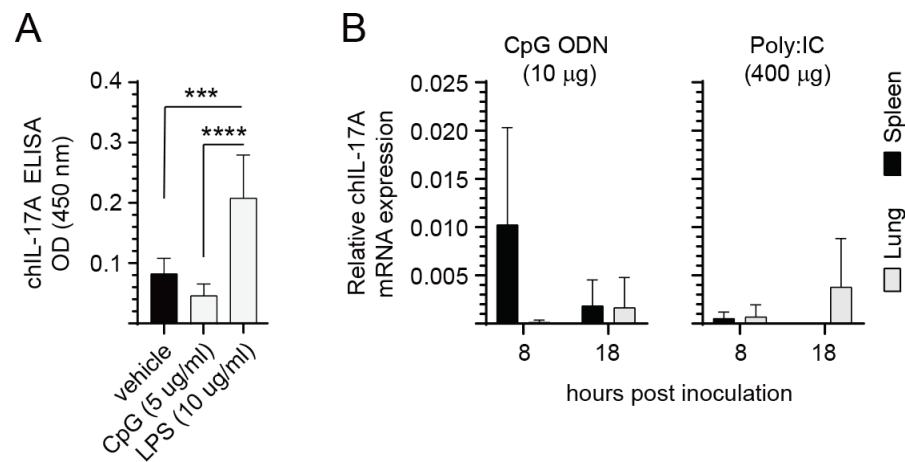 A
chIL-17A ELISA
OD (450 nm)
0.4
0.3
0.2
0.1
***
****
vehicle
CpG (5 ug/ml)
LPS (10 ug/ml)
B
CpG ODN
(10 μg)
Poly:IC
(400 μg)
Relative chIL-17A
mRNA expression
0.025
0.020
0.015
0.010
0.005
8
18
8
18
hours post inoculation
Spleen
Lung